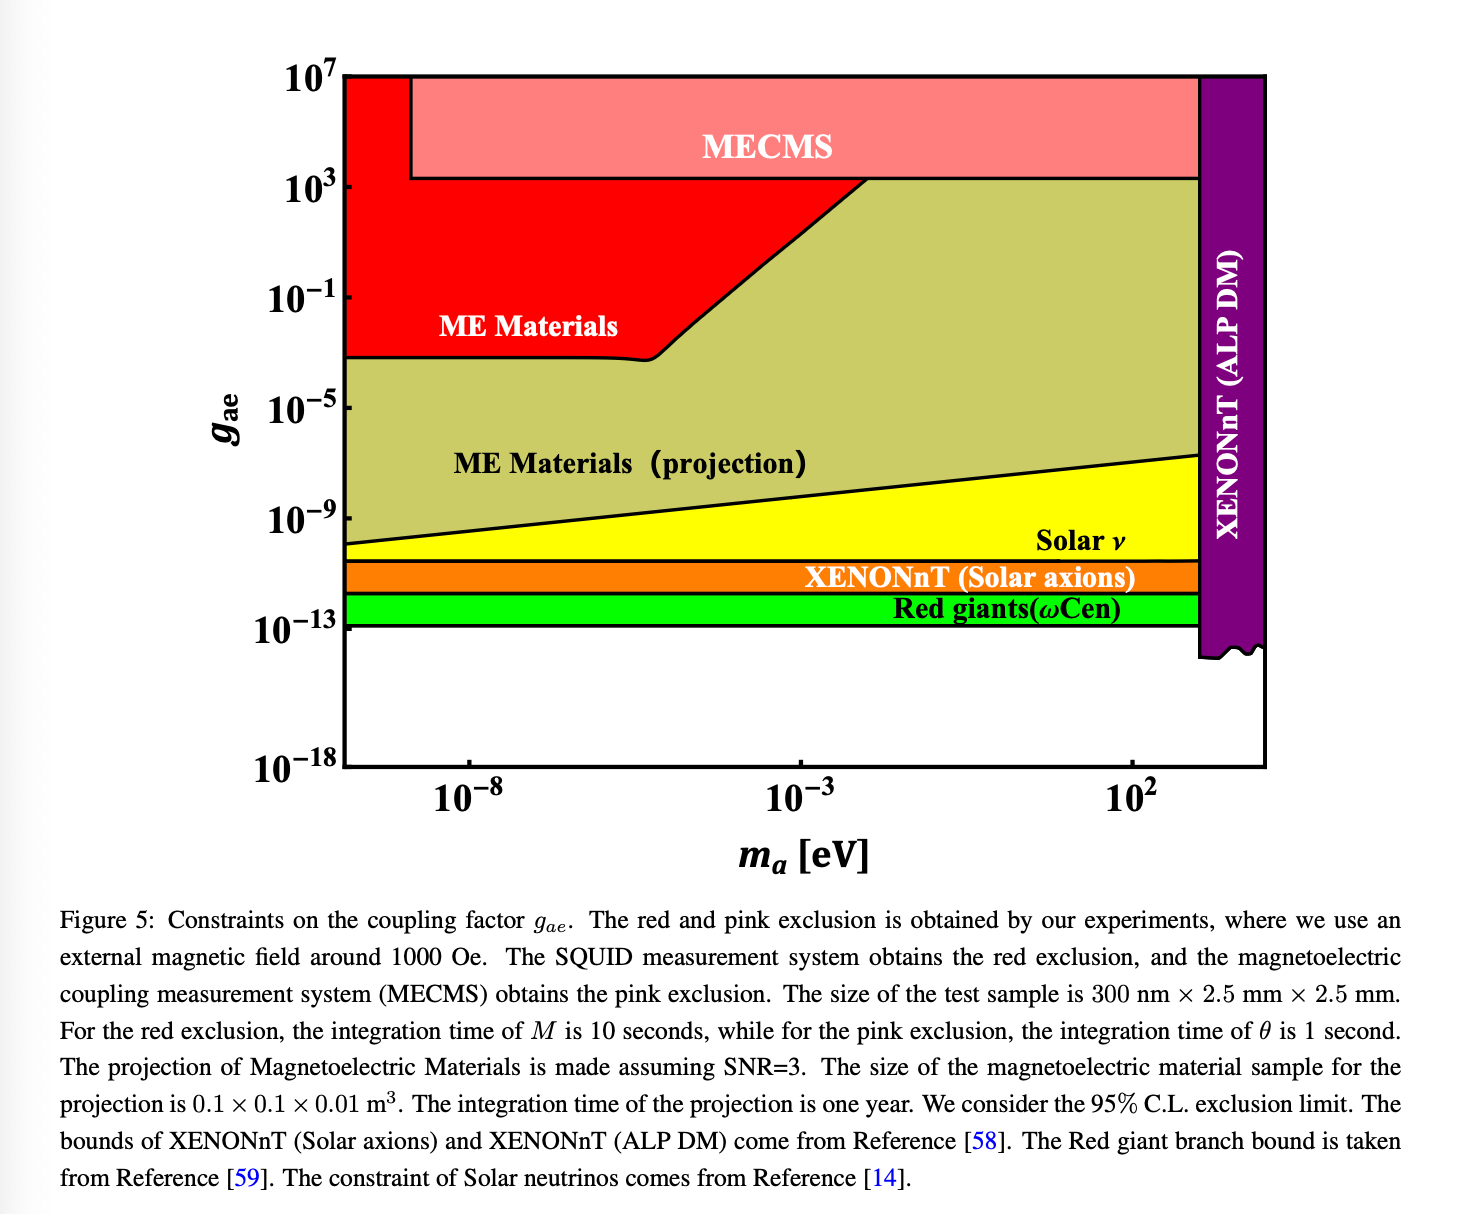 10⁷
MECMS
10³
10⁻¹
ME Materials
XENONnT (ALP DM)
gae
10⁻⁵
ME Materials (projection)
10⁻⁹
Solar ν
XENONnT (Solar axions)
Red giants(ωCen)
10⁻¹³
10⁻¹⁸
10⁻⁸ 10⁻³ 10²
mₐ [eV]
Figure 5: Constraints on the coupling factor gae. The red and pink exclusion is obtained by our experiments, where we use an
external magnetic field around 1000 Oe. The SQUID measurement system obtains the red exclusion, and the magnetoelectric
coupling measurement system (MECMS) obtains the pink exclusion. The size of the test sample is 300 nm × 2.5 mm × 2.5 mm.
For the red exclusion, the integration time of M is 10 seconds, while for the pink exclusion, the integration time of θ is 1 second.
The projection of Magnetoelectric Materials is made assuming SNR=3. The size of the magnetoelectric material sample for the
projection is 0.1 × 0.1 × 0.01 m³. The integration time of the projection is one year. We consider the 95% C.L. exclusion limit. The
bounds of XENONnT (Solar axions) and XENONnT (ALP DM) come from Reference [58]. The Red giant branch bound is taken
from Reference [59]. The constraint of Solar neutrinos comes from Reference [14].